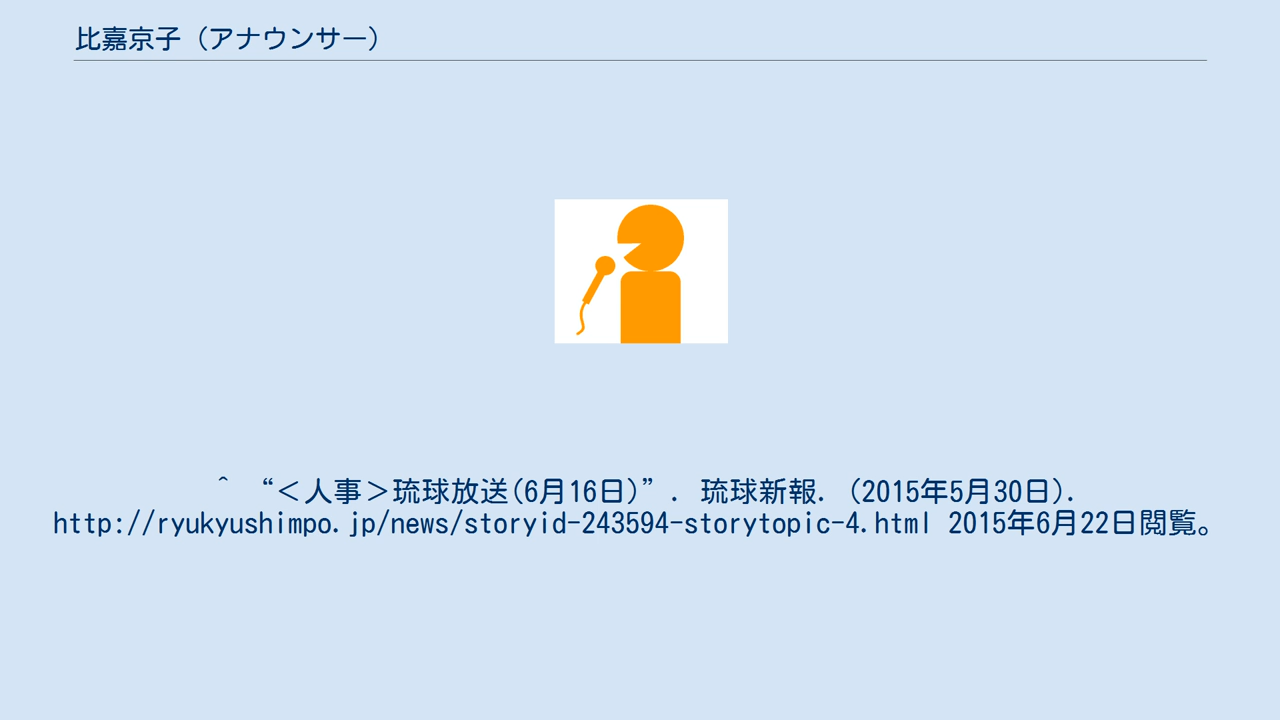 比嘉京子（アナウンサー）
^ “＜人事＞琉球放送(6月16日)”. 琉球新報. (2015年5月30日).
http://ryukyushimpo.jp/news/storyid-243594-storytopic-4.html 2015年6月22日閲覧。